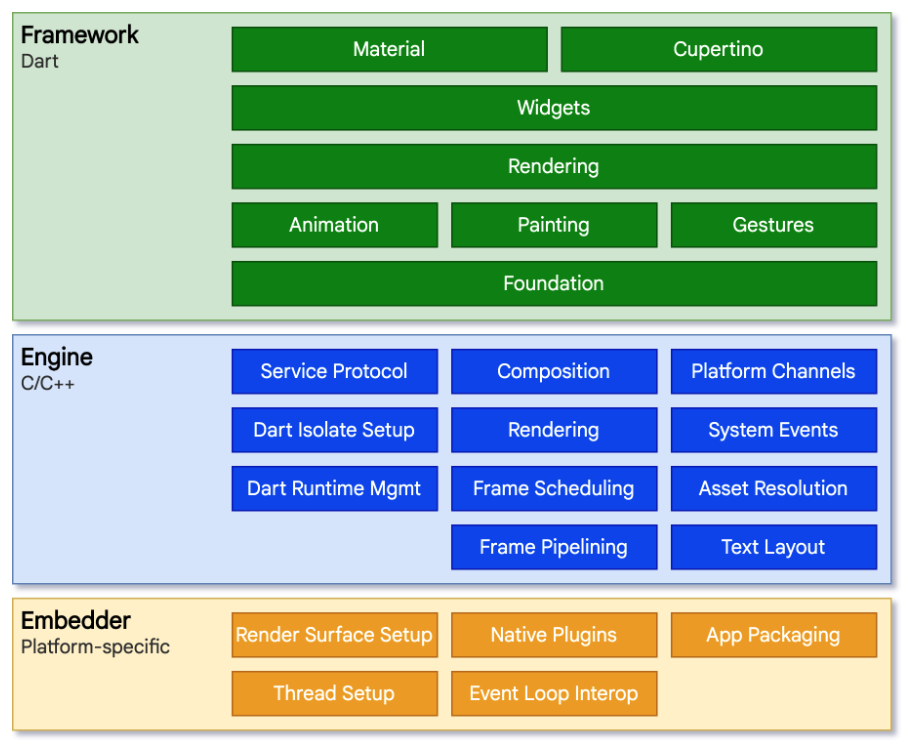 Framework
Dart
Material
Cupertino
Widgets
Rendering
Animation
Painting
Gestures
Foundation
Engine
C/C++
Service Protocol
Composition
Platform Channels
Dart Isolate Setup
Rendering
System Events
Dart Runtime Mgmt
Frame Scheduling
Asset Resolution
Frame Pipelining
Text Layout
Embedder
Platform-specific
Render Surface Setup
Native Plugins
App Packaging
Thread Setup
Event Loop Interop